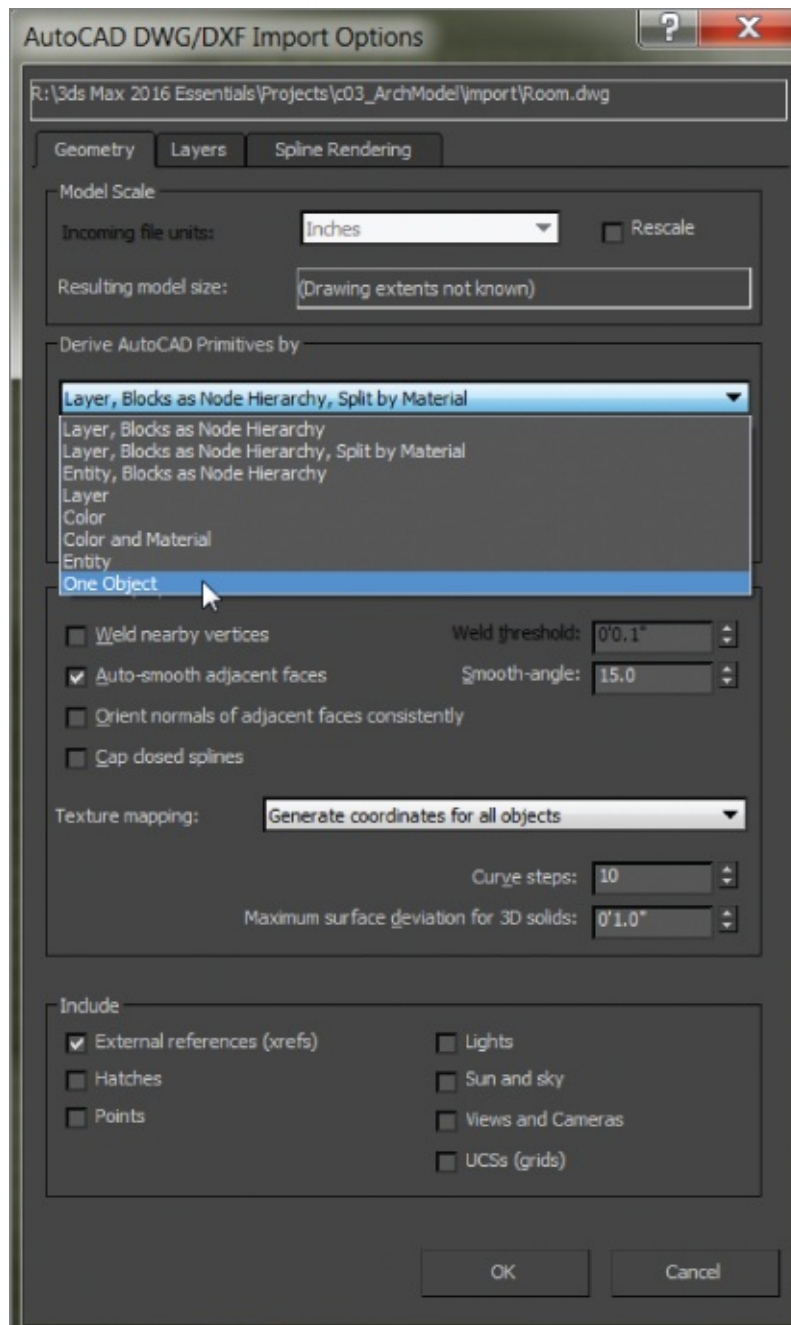 AutoCAD DWG/DXF Import Options
?
X
R:\3ds Max 2016 Essentials\Projects\c03_ArchModel\import\Room.dwg
Geometry Layers Spline Rendering
Model Scale
Incoming file units: Inches Rescale
Resulting model size: (Drawing extents not known)
Derive AutoCAD Primitives by
Layer, Blocks as Node Hierarchy, Split by Material
Layer, Blocks as Node Hierarchy
Layer, Blocks as Node Hierarchy, Split by Material
Entity, Blocks as Node Hierarchy
Layer
Color
Color and Material
Entity
One Object
Weld nearby vertices Weld threshold: 0'0.1"
Auto-smooth adjacent faces Smooth-angle: 15.0
Orient normals of adjacent faces consistently
Cap closed splines
Texture mapping: Generate coordinates for all objects
Curve steps: 10
Maximum surface deviation for 3D solids: 0'1.0"
Include
External references (xrefs) Lights
Hatches Sun and sky
Points Views and Cameras
UCSs (grids)
OK Cancel